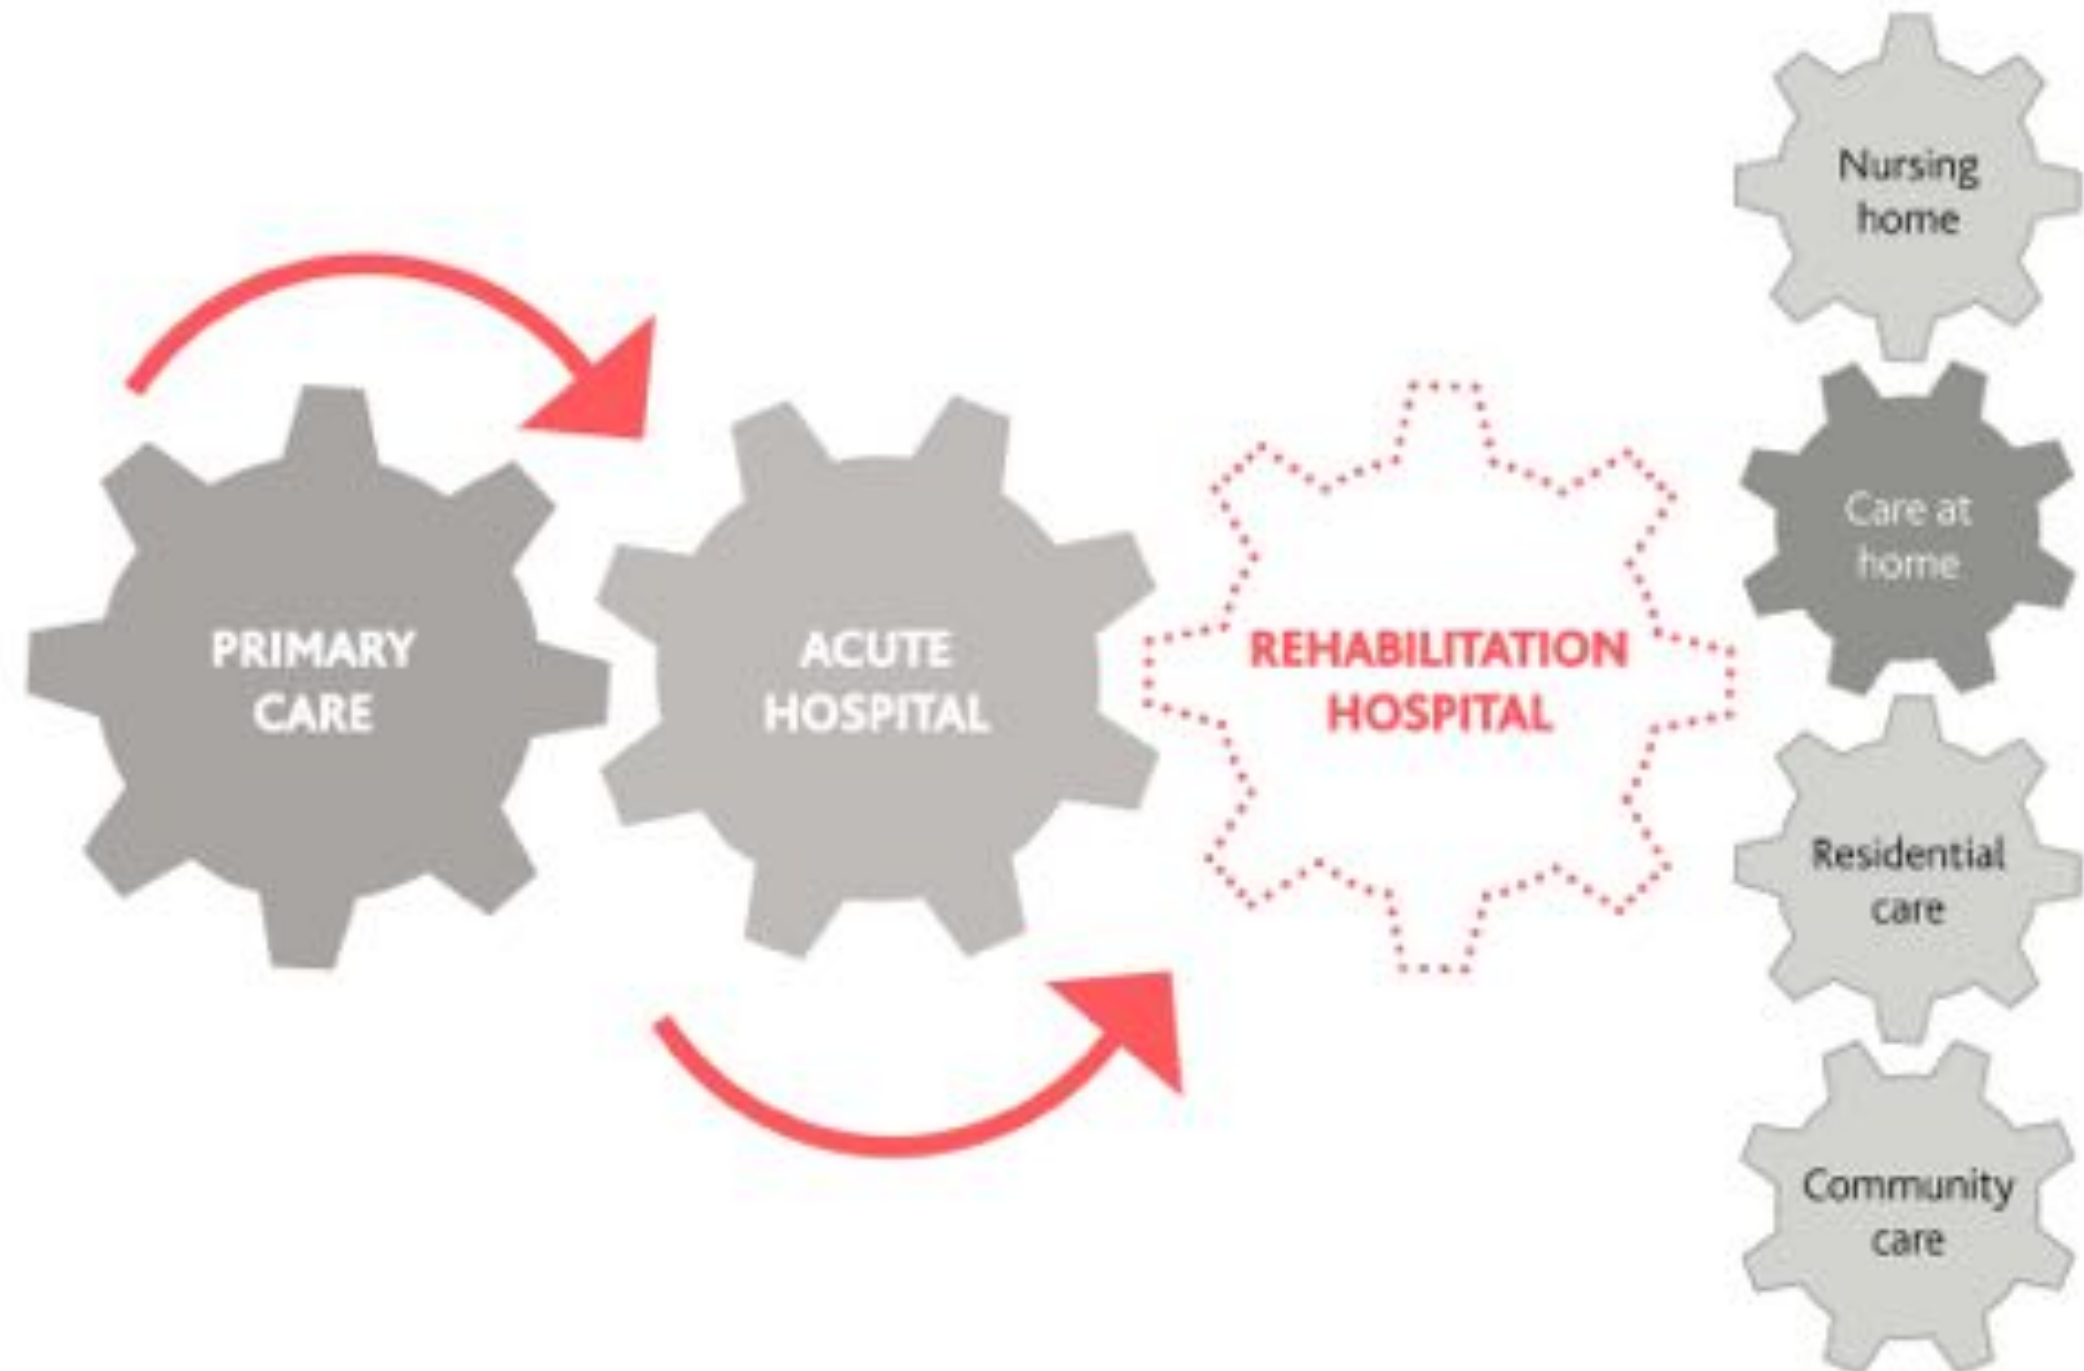 PRIMARY
CARE
ACUTE
HOSPITAL
REHABILITATION
HOSPITAL
Nursing
home
Care at
home
Residential
care
Community
care